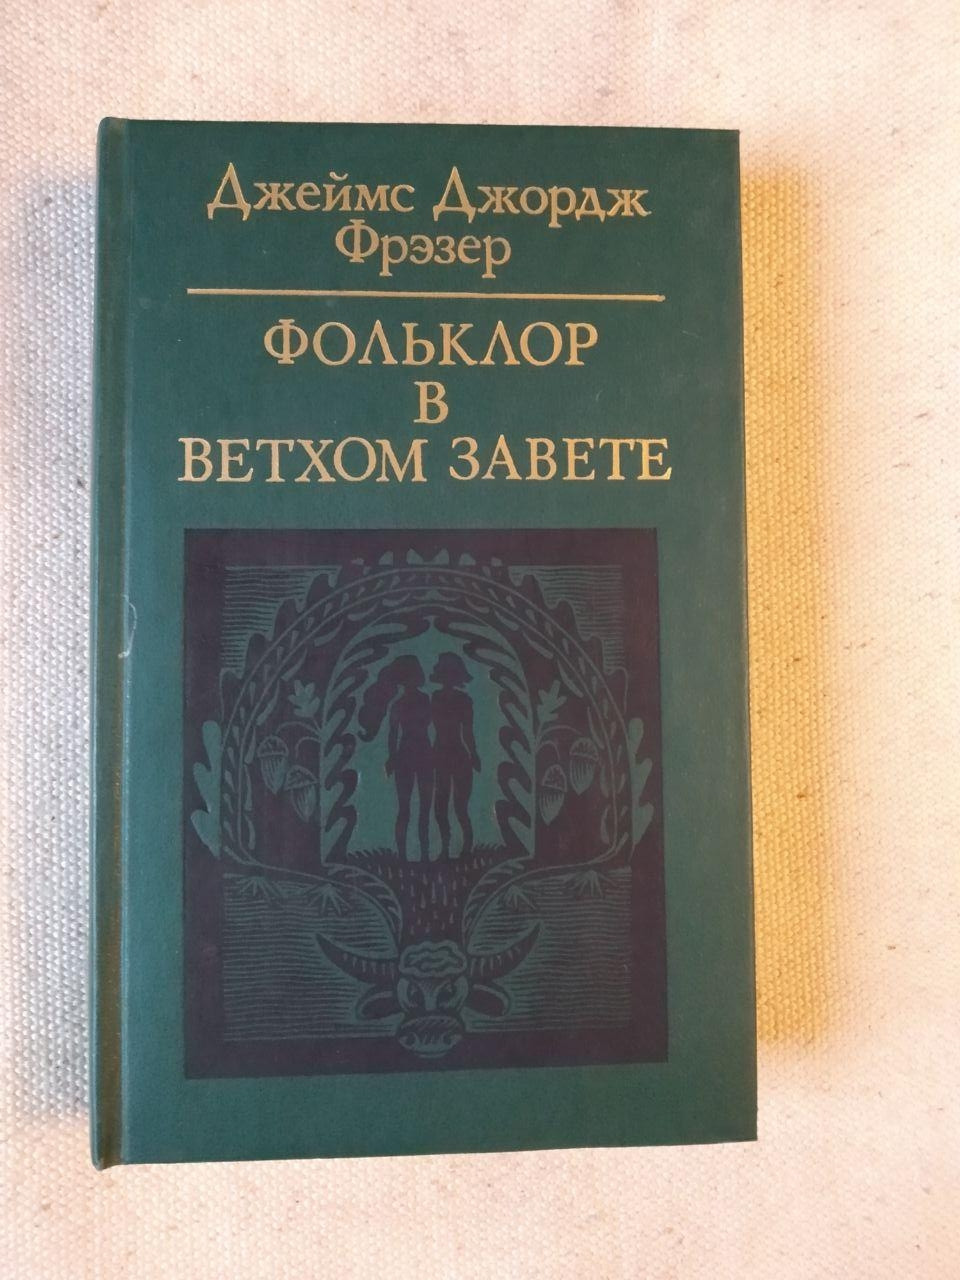 Джеймс Джордж
Фрэзер
ФОЛЬКЛОР
В
ВЕТХОМ ЗАВЕТЕ